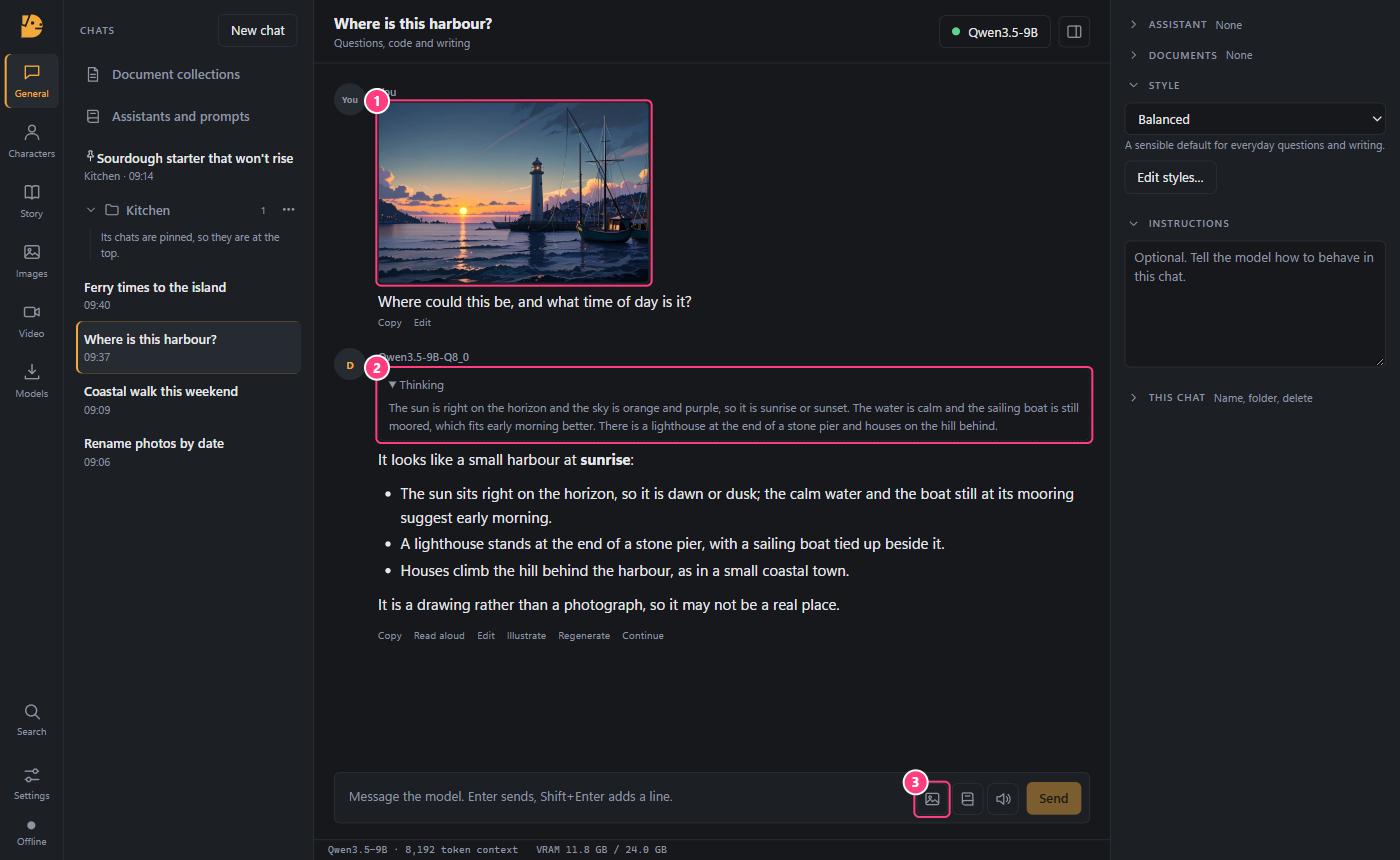 CHATS
New chat
General
Characters
Story
Images
Video
Models
Search
Settings
Offline
Document collections
Assistants and prompts
Sourdough starter that won't rise
Kitchen · 09:14
Kitchen
1
Its chats are pinned, so they are at the
top.
Ferry times to the island
09:40
Where is this harbour?
09:37
Coastal walk this weekend
09:09
Rename photos by date
09:06
Where is this harbour?
Questions, code and writing
Qwen3.5-9B
You
1
Where could this be, and what time of day is it?
Copy Edit
D
Qwen3.5-9B-Q8_0
2
Thinking
The sun is right on the horizon and the sky is orange and purple, so it is sunrise or sunset. The water is calm and the sailing boat is still
moored, which fits early morning better. There is a lighthouse at the end of a stone pier and houses on the hill behind.
It looks like a small harbour at sunrise:
• The sun sits right on the horizon, so it is dawn or dusk; the calm water and the boat still at its mooring
suggest early morning.
• A lighthouse stands at the end of a stone pier, with a sailing boat tied up beside it.
• Houses climb the hill behind the harbour, as in a small coastal town.
It is a drawing rather than a photograph, so it may not be a real place.
Copy Read aloud Edit Illustrate Regenerate Continue
3
Message the model. Enter sends, Shift+Enter adds a line.
Send
Qwen3.5-9B · 8,192 token context VRAM 11.8 GB / 24.0 GB
ASSISTANT None
DOCUMENTS None
STYLE
Balanced
A sensible default for everyday questions and writing.
Edit styles...
INSTRUCTIONS
Optional. Tell the model how to behave in
this chat.
THIS CHAT Name, folder, delete